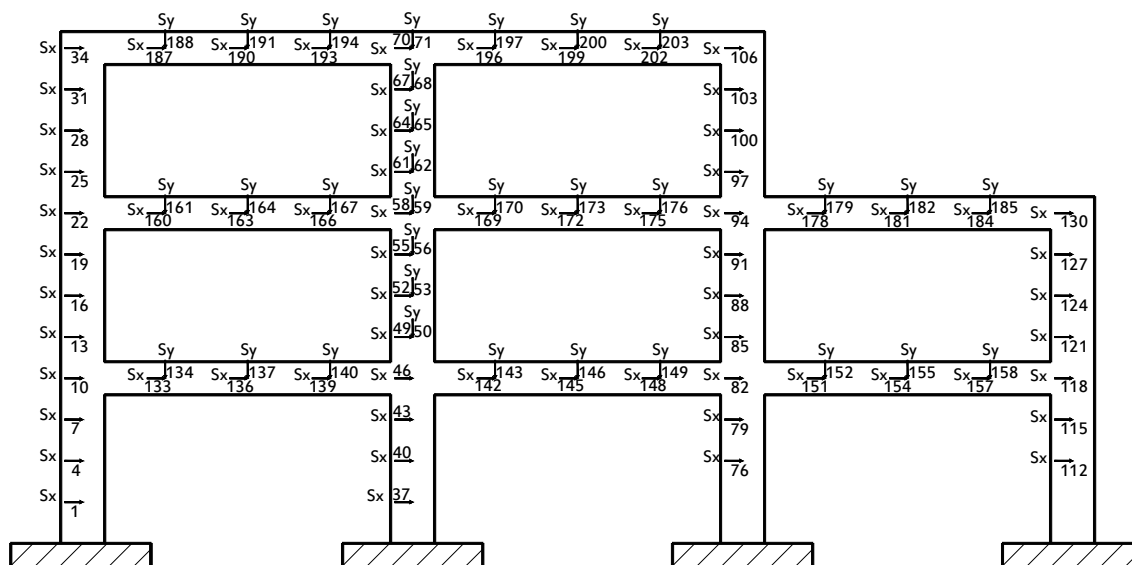 Sy Sy Sy Sy Sy Sy Sy
Sx Sx 188 Sx 191 Sx 194 Sx 70 71 Sx 197 Sx 200 Sx 203 Sx
34 187 190 193 196 199 202 106
Sy
Sx Sx 67 68 Sx
31 103
Sy
Sx Sx 64 65 Sx
28 100
Sy
Sx Sx 61 62 Sx
25 97
Sy Sy Sy Sy Sy Sy Sy Sy Sy Sy
Sx Sx 161 Sx 164 Sx 167 Sx 58 59 Sx 170 Sx 173 Sx 176 Sx Sx 179 Sx 182 Sx 185 Sx
22 160 163 166 169 172 175 94 178 181 184 130
Sx Sx 55 56 Sx Sx
19 91 127
Sy
Sx Sx 52 53 Sx Sx
16 88 124
Sy
Sx Sx 49 50 Sx Sx
13 85 121
Sy Sy Sy Sy Sy Sy Sy Sy Sy
Sx Sx 134 Sx 137 Sx 140 Sx 46 Sx 143 Sx 146 Sx 149 Sx Sx 152 Sx 155 Sx 158 Sx
10 133 136 139 142 145 148 82 151 154 157 118
Sx Sx 43 Sx Sx
7 79 115
Sx Sx 40 Sx Sx
4 76 112
Sx Sx 37
1